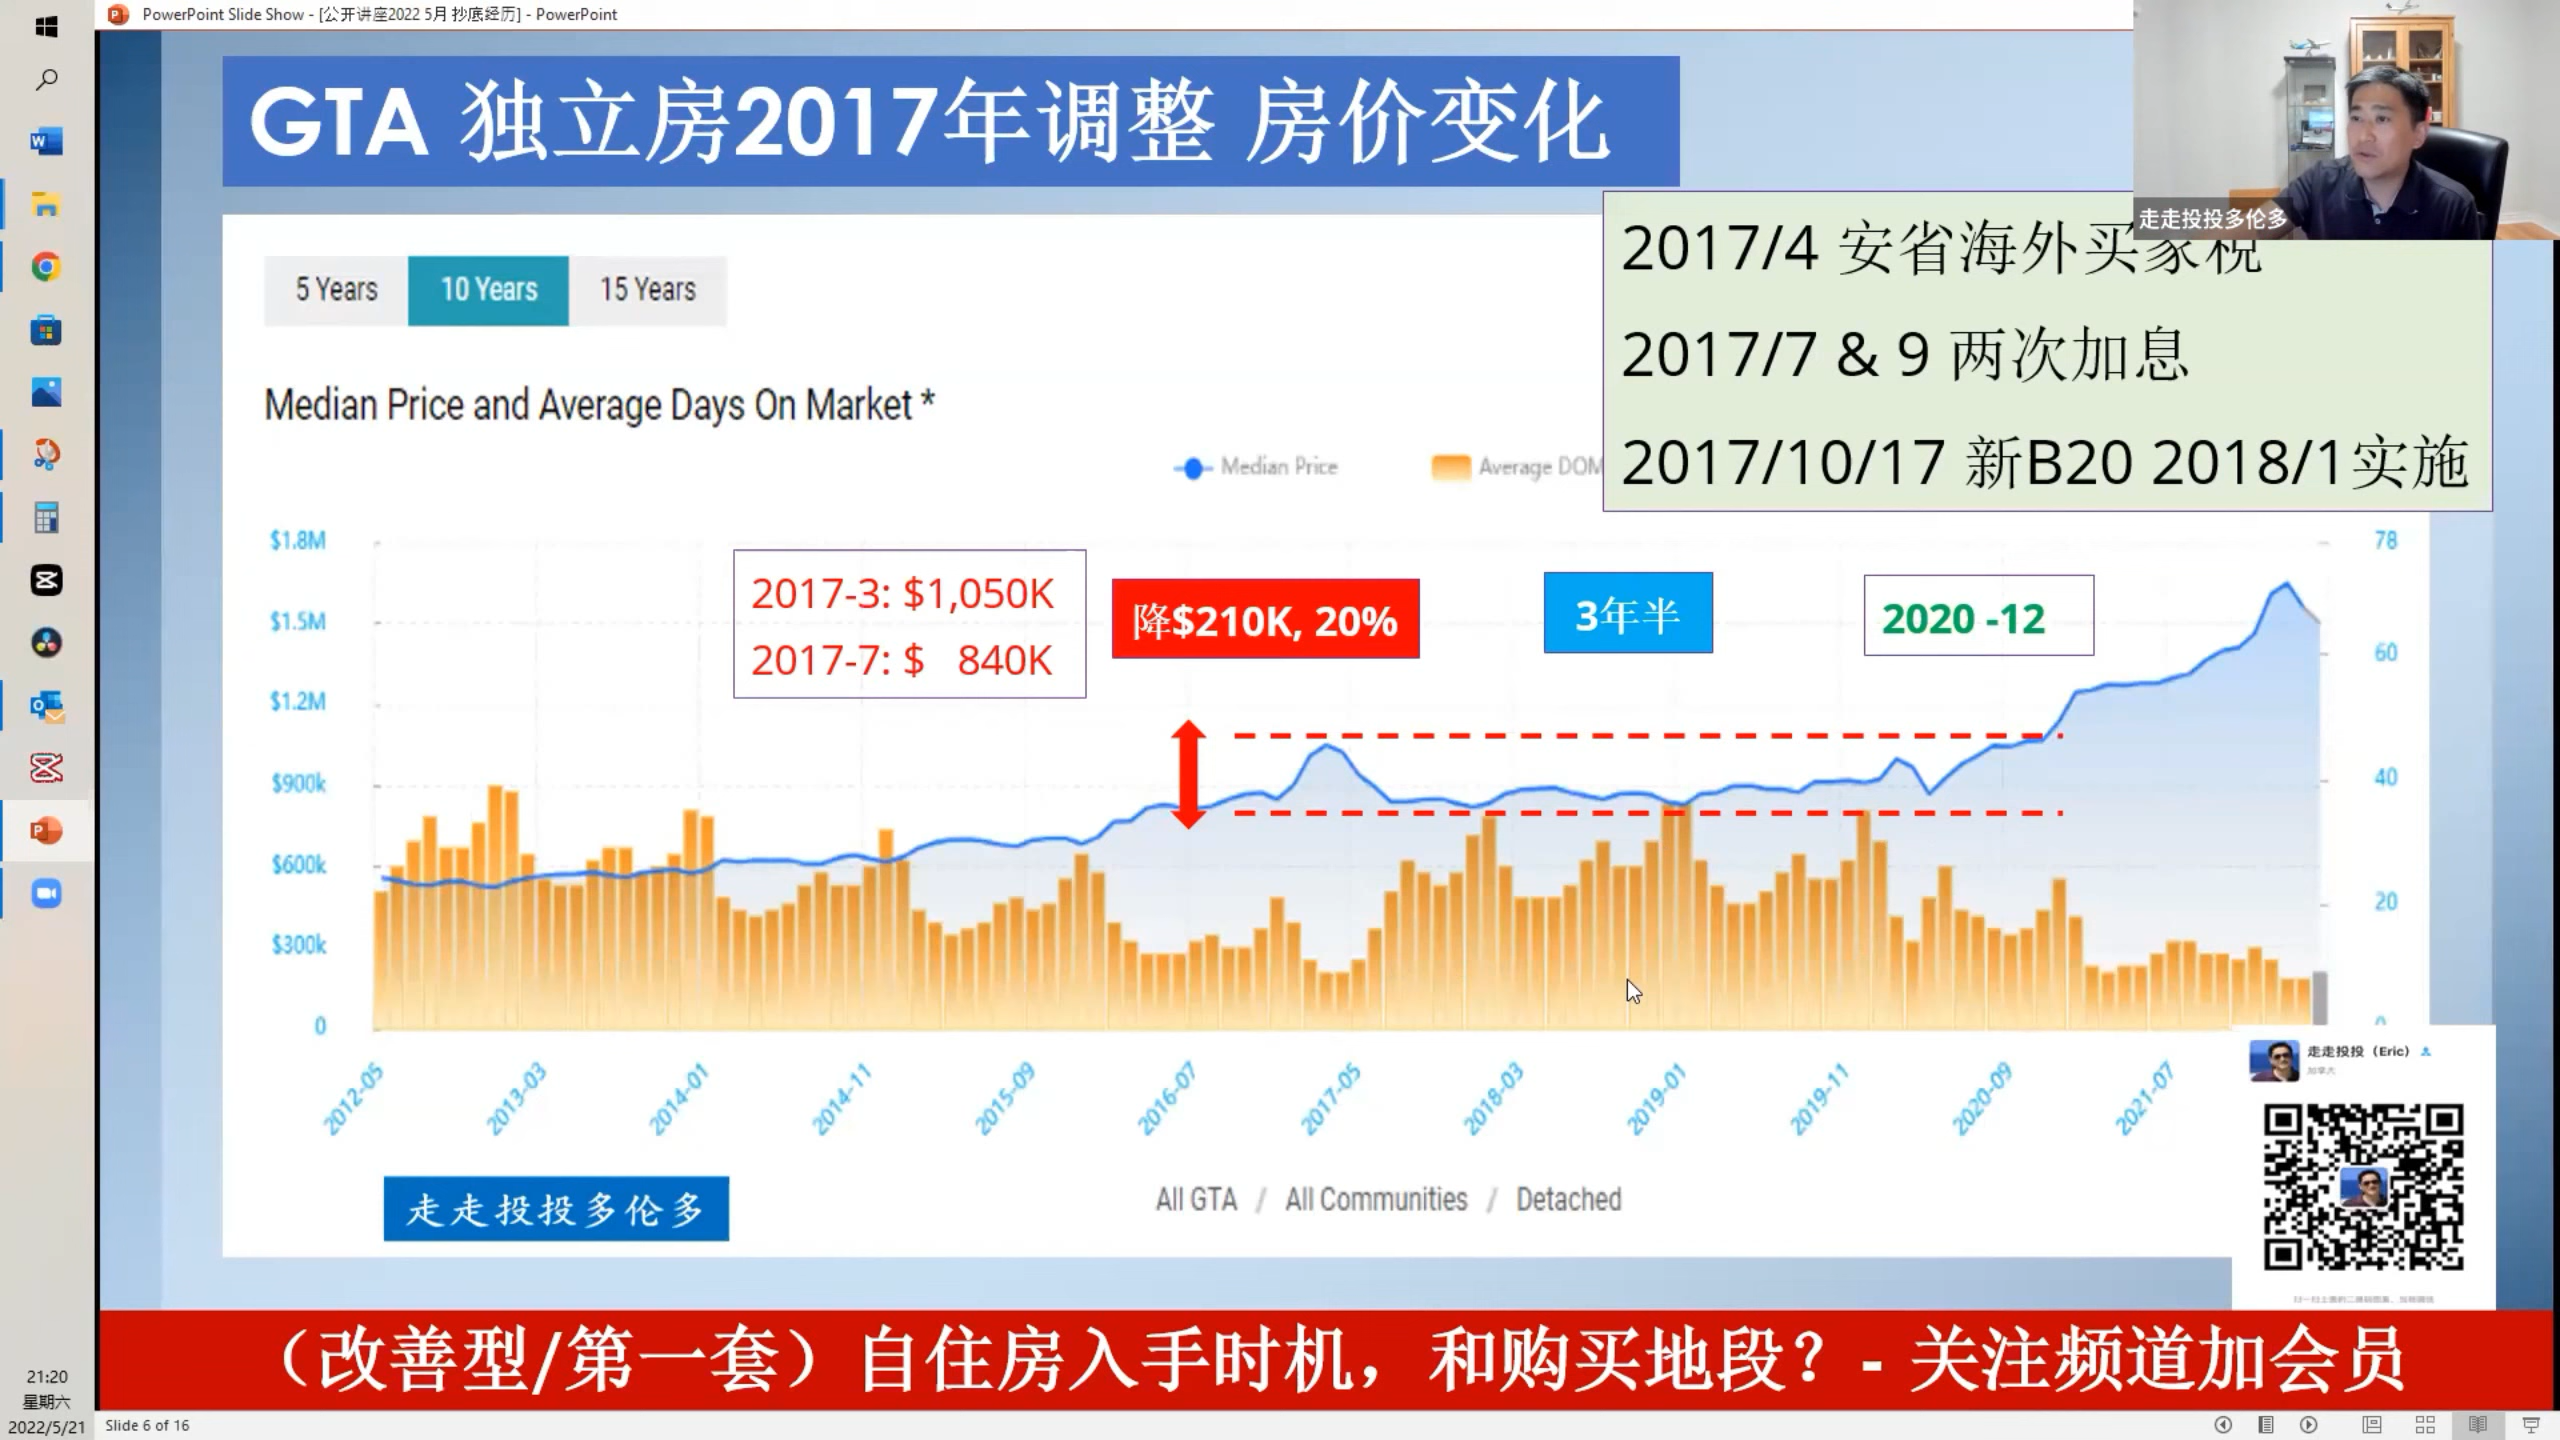 PowerPoint Slide Show - [公开讲座2022 5月 抄底经历] - PowerPoint
GTA 独立房2017年调整 房价变化
走走投投多伦多
2017/4 安省海外买家税
2017/7 & 9 两次加息
2017/10/17 新B20 2018/1实施
5 Years
10 Years
15 Years
Median Price and Average Days On Market *
Median Price
Average DOM
$1.8M
$1.5M
$1.2M
$900k
$600k
$300k
0
2017-3: $1,050K
2017-7: $ 840K
降$210K, 20%
3年半
2020 -12
78
60
40
20
0
2012-05
2013-03
2014-01
2014-11
2015-09
2016-07
2017-05
2018-03
2019-01
2019-11
2020-09
2021-07
走走投投多伦多
All GTA / All Communities / Detached
走走投投（Eric）
加拿大
（改善型/第一套）自住房入手时机，和购买地段？- 关注频道加会员
21:20
星期六
2022/5/21
Slide 6 of 16